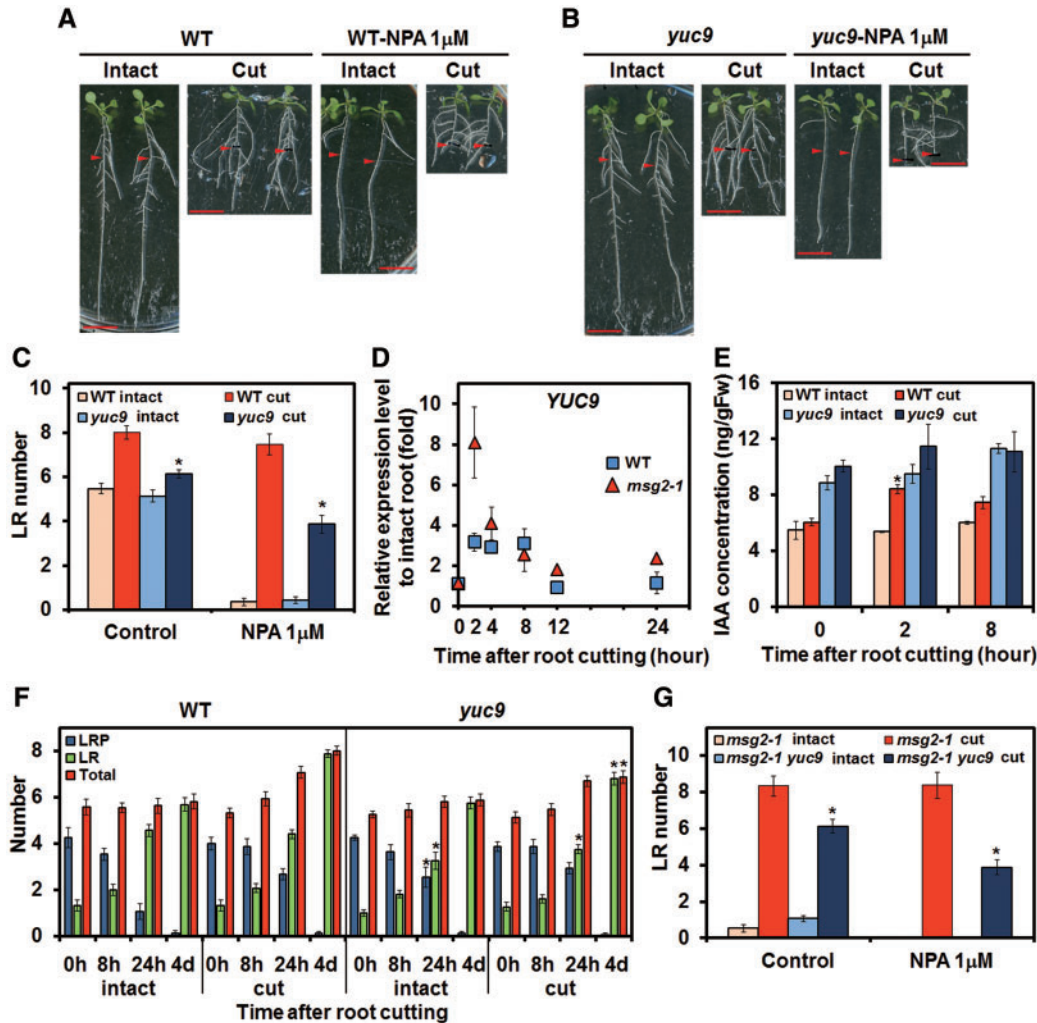 A
WT
WT-NPA 1μM
Intact
Cut
Intact
Cut
B
yuc9
yuc9-NPA 1μM
Intact
Cut
Intact
Cut
C
LR number
10
8
6
4
2
0
WT intact
WT cut
yuc9 intact
yuc9 cut
*
*
Control
NPA 1μM
D
Relative expression level
to intact root (fold)
10
8
6
4
2
0
YUC9
WT
msg2-1
0 2 4 8 12 24
Time after root cutting (hour)
E
IAA concentration (ng/gFw)
16
12
8
4
0
WT intact
WT cut
yuc9 intact
yuc9 cut
*
0 2 8
Time after root cutting (hour)
F
WT
yuc9
Number
8
6
4
2
0
LRP
LR
Total
* *
*
* *
0h 8h 24h 4d 0h 8h 24h 4d 0h 8h 24h 4d 0h 8h 24h 4d
intact cut intact cut
Time after root cutting
G
LR number
10
8
6
4
2
0
msg2-1 intact
msg2-1 cut
msg2-1 yuc9 intact
msg2-1 yuc9 cut
*
*
Control
NPA 1μM